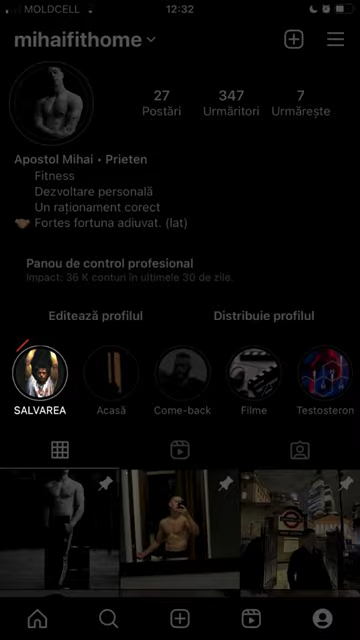 MOLDCELL
12:32
mihaifithome
27
347
7
Postări
Urmăritori
Urmărește
Apostol Mihai • Prieten
Fitness
Dezvoltare personală
Un raționament corect
Fortes fortuna adiuvat. (lat)
Panou de control profesional
Impact: 36 K conturi în ultimele 30 de zile.
Editează profilul
Distribuie profilul
SALVAREA
Acasă
Come-back
Filme
Testosteron